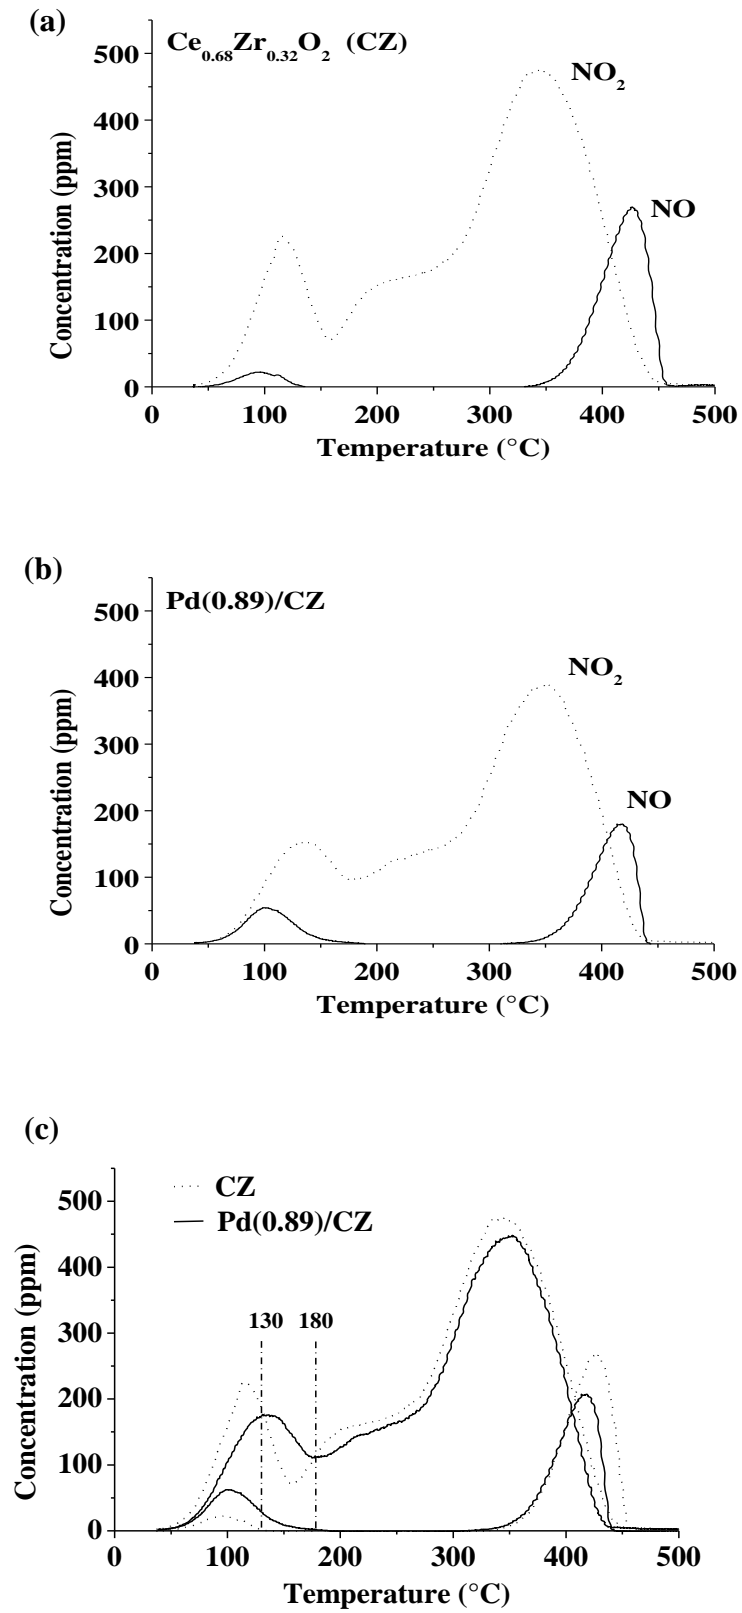 (a)
Ce0.68Zr0.32O2 (CZ)
NO2
NO
500
400
300
200
100
0
0 100 200 300 400 500
Concentration (ppm)
Temperature (°C)
(b)
Pd(0.89)/CZ
NO2
NO
500
400
300
200
100
0
0 100 200 300 400 500
Concentration (ppm)
Temperature (°C)
(c)
CZ
Pd(0.89)/CZ
130 180
500
400
300
200
100
0
0 100 200 300 400 500
Concentration (ppm)
Temperature (°C)